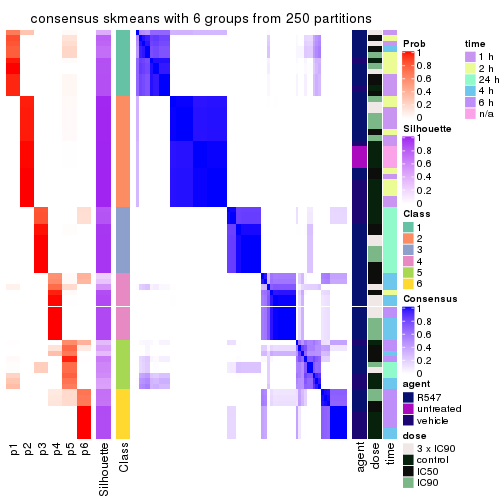 consensus skmeans with 6 groups from 250 partitions
Prob
1
0.8
0.6
0.4
0.2
0
time
1 h
2 h
24 h
4 h
6 h
n/a
Silhouette
1
0.8
0.6
0.4
0.2
0
Class
1
2
3
4
5
6
Consensus
1
0.8
0.6
0.4
0.2
0
agent
R547
untreated
vehicle
dose
3 x IC90
control
IC50
IC90
p1
p2
p3
p4
p5
p6
Silhouette
Class
agent
dose
time